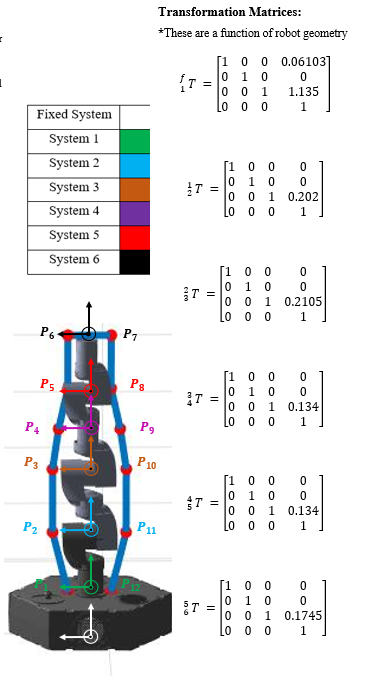 Transformation Matrices:
*These are a function of robot geometry
f 1 T = [1 0 0 0.06103
0 1 0 0
0 0 1 1.135
0 0 0 1]
Fixed System
System 1
System 2
System 3
System 4
System 5
System 6
1 2 T = [1 0 0 0
0 1 0 0
0 0 1 0.202
0 0 0 1]
2 3 T = [1 0 0 0
0 1 0 0
0 0 1 0.2105
0 0 0 1]
P6 P7
P5 P8
P4 P9
P3 P10
P2 P11
P1 P12
3 4 T = [1 0 0 0
0 1 0 0
0 0 1 0.134
0 0 0 1]
4 5 T = [1 0 0 0
0 1 0 0
0 0 1 0.134
0 0 0 1]
5 6 T = [1 0 0 0
0 1 0 0
0 0 1 0.1745
0 0 0 1]